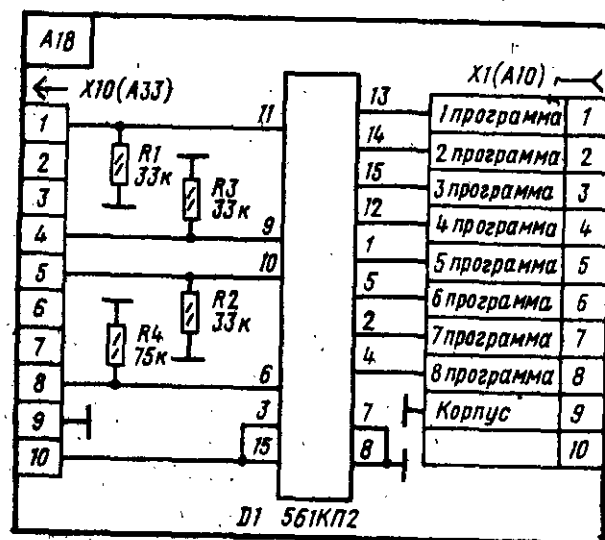 А18
X10(А33)
X1(А10)
1
2
3
4
5
6
7
8
9
10
R1
33к
R3
33к
R2
33к
R4
75к
11
9
10
6
3
15
13
14
15
12
1
5
2
4
7
8
1 программа 1
2 программа 2
3 программа 3
4 программа 4
5 программа 5
6 программа 6
7 программа 7
8 программа 8
Корпус 9
10
D1 561КП2